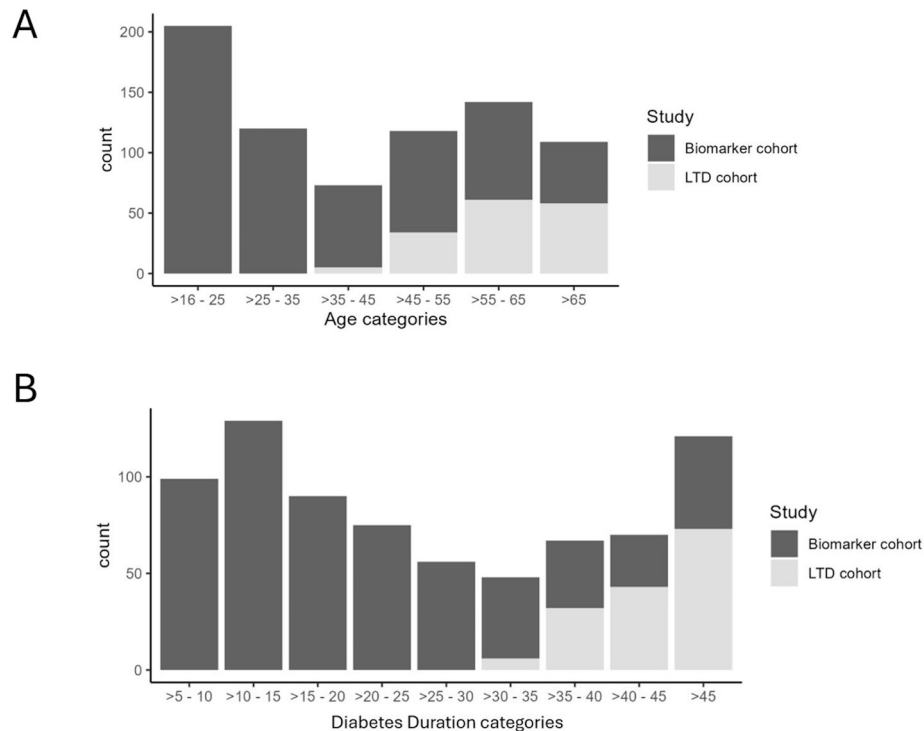 A
200
150
100
50
0
count
>16 - 25 >25 - 35 >35 - 45 >45 - 55 >55 - 65 >65
Age categories
Study
Biomarker cohort
LTD cohort
B
100
50
0
count
>5 - 10 >10 - 15 >15 - 20 >20 - 25 >25 - 30 >30 - 35 >35 - 40 >40 - 45 >45
Diabetes Duration categories
Study
Biomarker cohort
LTD cohort